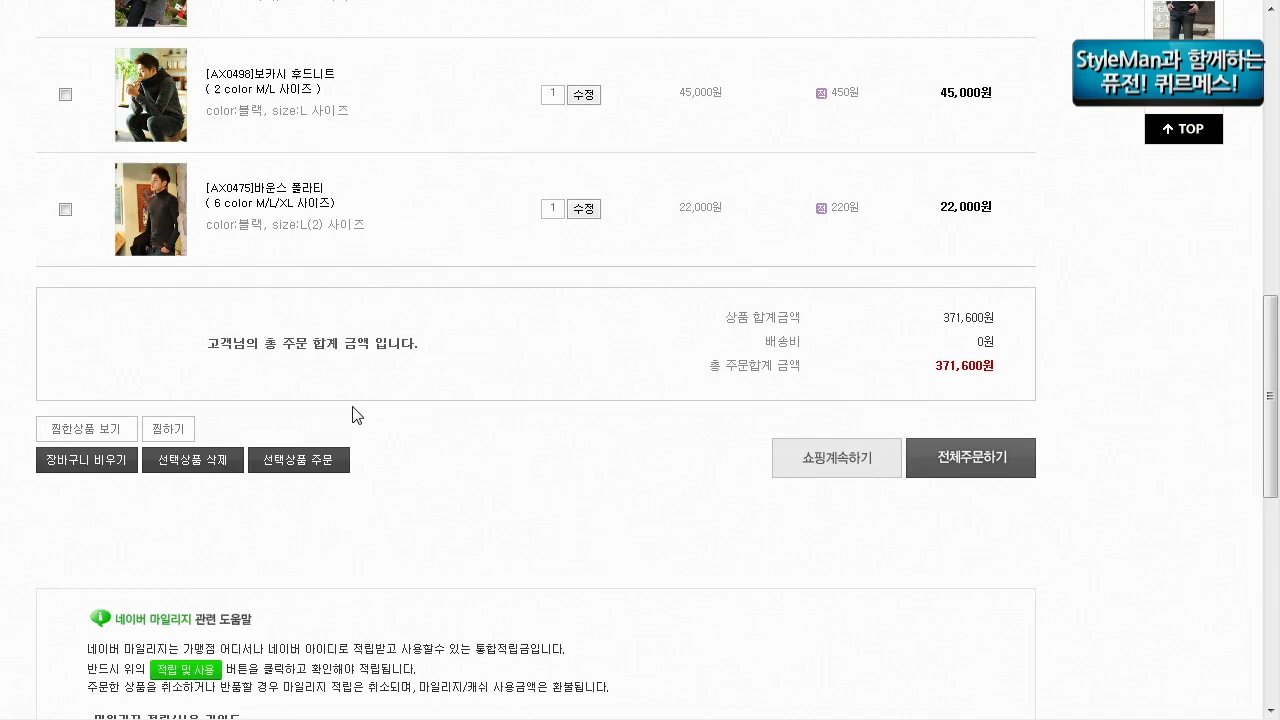 StyleMan과 함께하는
퓨전! 퀴르메스!
TOP
[AX0498]보카시 후드니트
( 2 color M/L 사이즈 )
color:블랙, size:L 사이즈
1 수정 45,000원 450원 45,000원
[AX0475]바운스 폴라티
( 6 color M/L/XL 사이즈)
color:블랙, size:L(2) 사이즈
1 수정 22,000원 220원 22,000원
고객님의 총 주문 합계 금액 입니다.
상품 합계금액 371,600원
배송비 0원
총 주문합계 금액 371,600원
찜한상품 보기 찜하기
장바구니 비우기 선택상품 삭제 선택상품 주문
쇼핑계속하기 전체주문하기
네이버 마일리지 관련 도움말
네이버 마일리지는 가맹점 어디서나 네이버 아이디로 적립받고 사용할수 있는 통합적립금입니다.
반드시 위의 적립 및 사용 버튼을 클릭하고 확인해야 적립됩니다.
주문한 상품을 취소하거나 반품할 경우 마일리지 적립은 취소되며, 마일리지/캐쉬 사용금액은 환불됩니다.